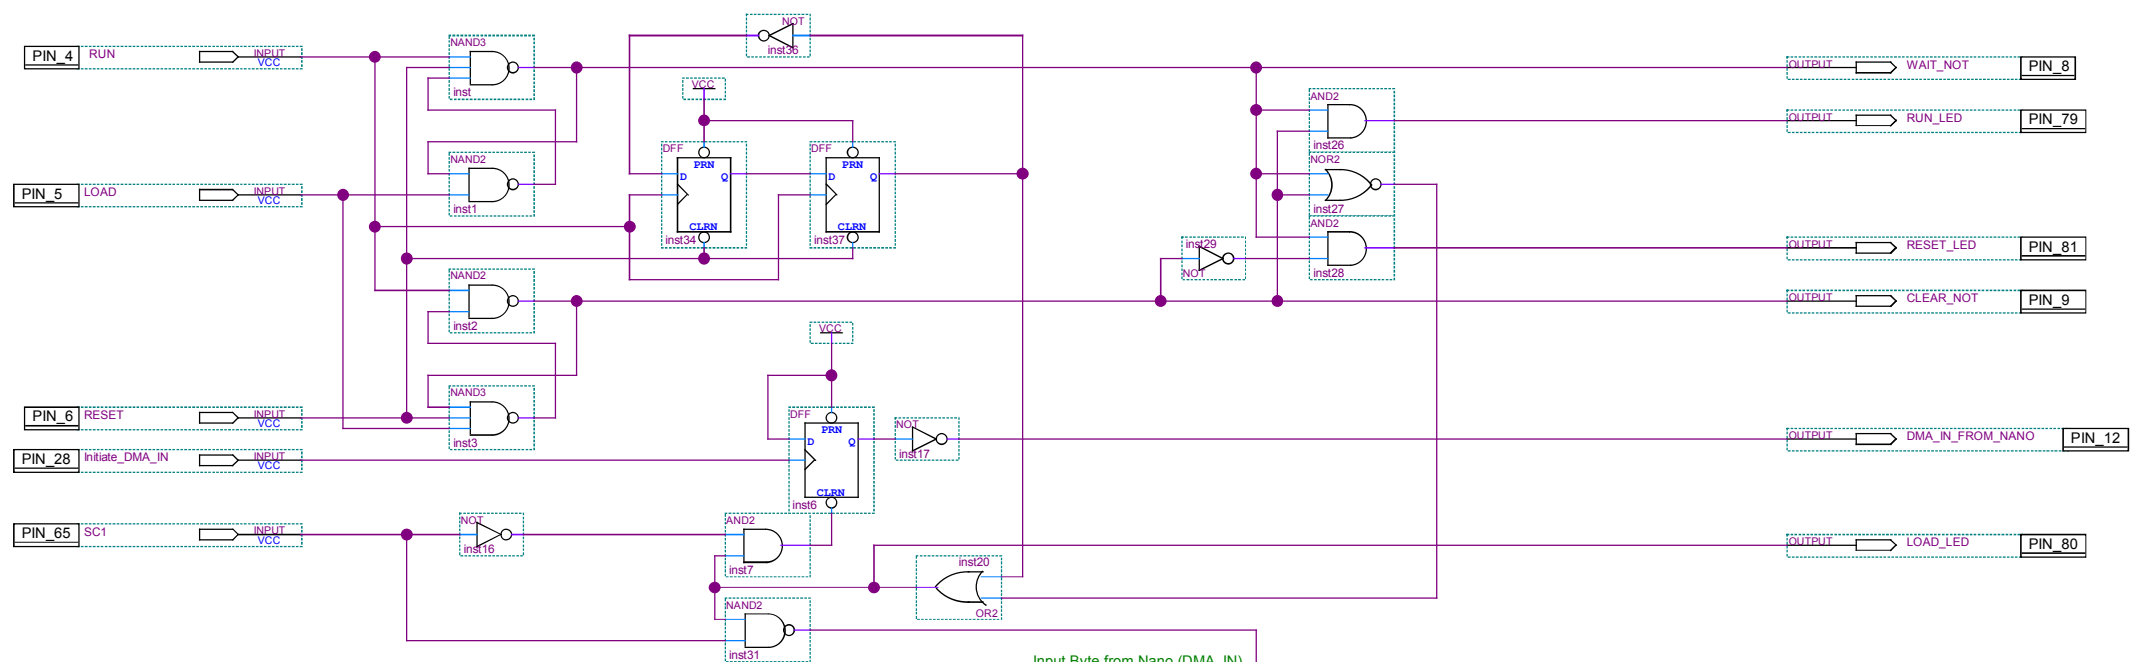 NOT
inst36
PIN_4 RUN INPUT VCC
NAND3
inst
OUTPUT WAIT_NOT PIN_8
VCC
AND2
inst26
OUTPUT RUN_LED PIN_79
DFF
PRN
D Q
CLRN
inst34
DFF
PRN
D Q
CLRN
inst37
NAND2
inst1
NOR2
inst27
PIN_5 LOAD INPUT VCC
AND2
inst28
inst29
NOT
OUTPUT RESET_LED PIN_81
NAND2
inst2
OUTPUT CLEAR_NOT PIN_9
VCC
NAND3
inst3
PIN_6 RESET INPUT VCC
DFF
PRN
D Q
CLRN
inst6
NOT
inst17
OUTPUT DMA_IN_FROM_NANO PIN_12
PIN_28 Initiate_DMA_IN INPUT VCC
PIN_65 SC1 INPUT VCC
NOT
inst16
AND2
inst7
inst20
OR2
OUTPUT LOAD_LED PIN_80
NAND2
inst31
Input Byte from Nano (DMA_IN)